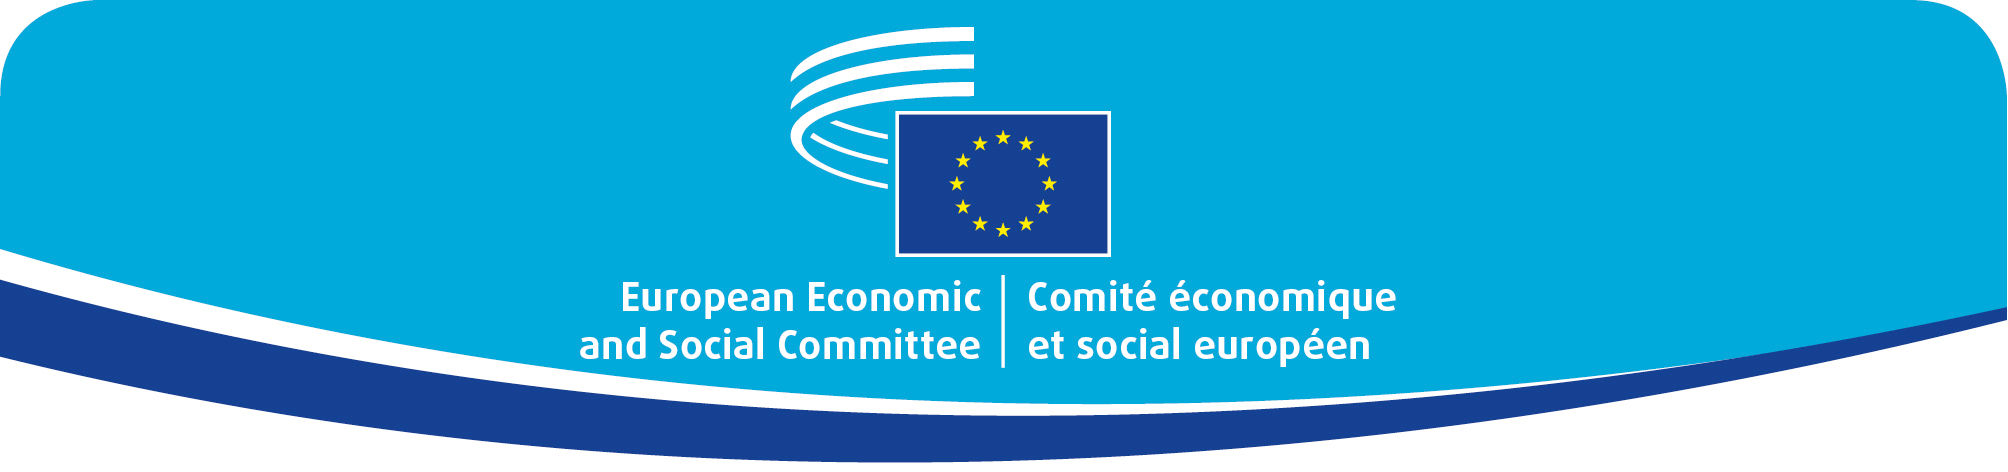 European Economic
and Social Committee
Comité économique
et social européen